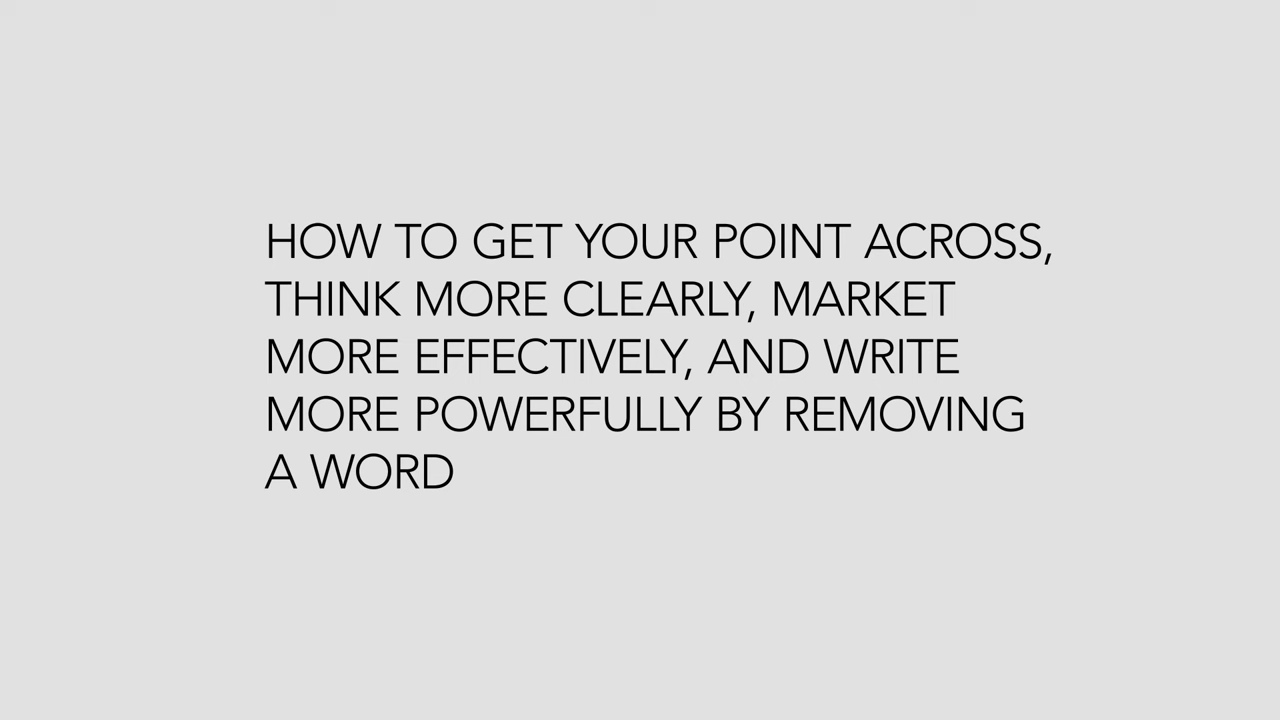 HOW TO GET YOUR POINT ACROSS,
THINK MORE CLEARLY, MARKET
MORE EFFECTIVELY, AND WRITE
MORE POWERFULLY BY REMOVING
A WORD